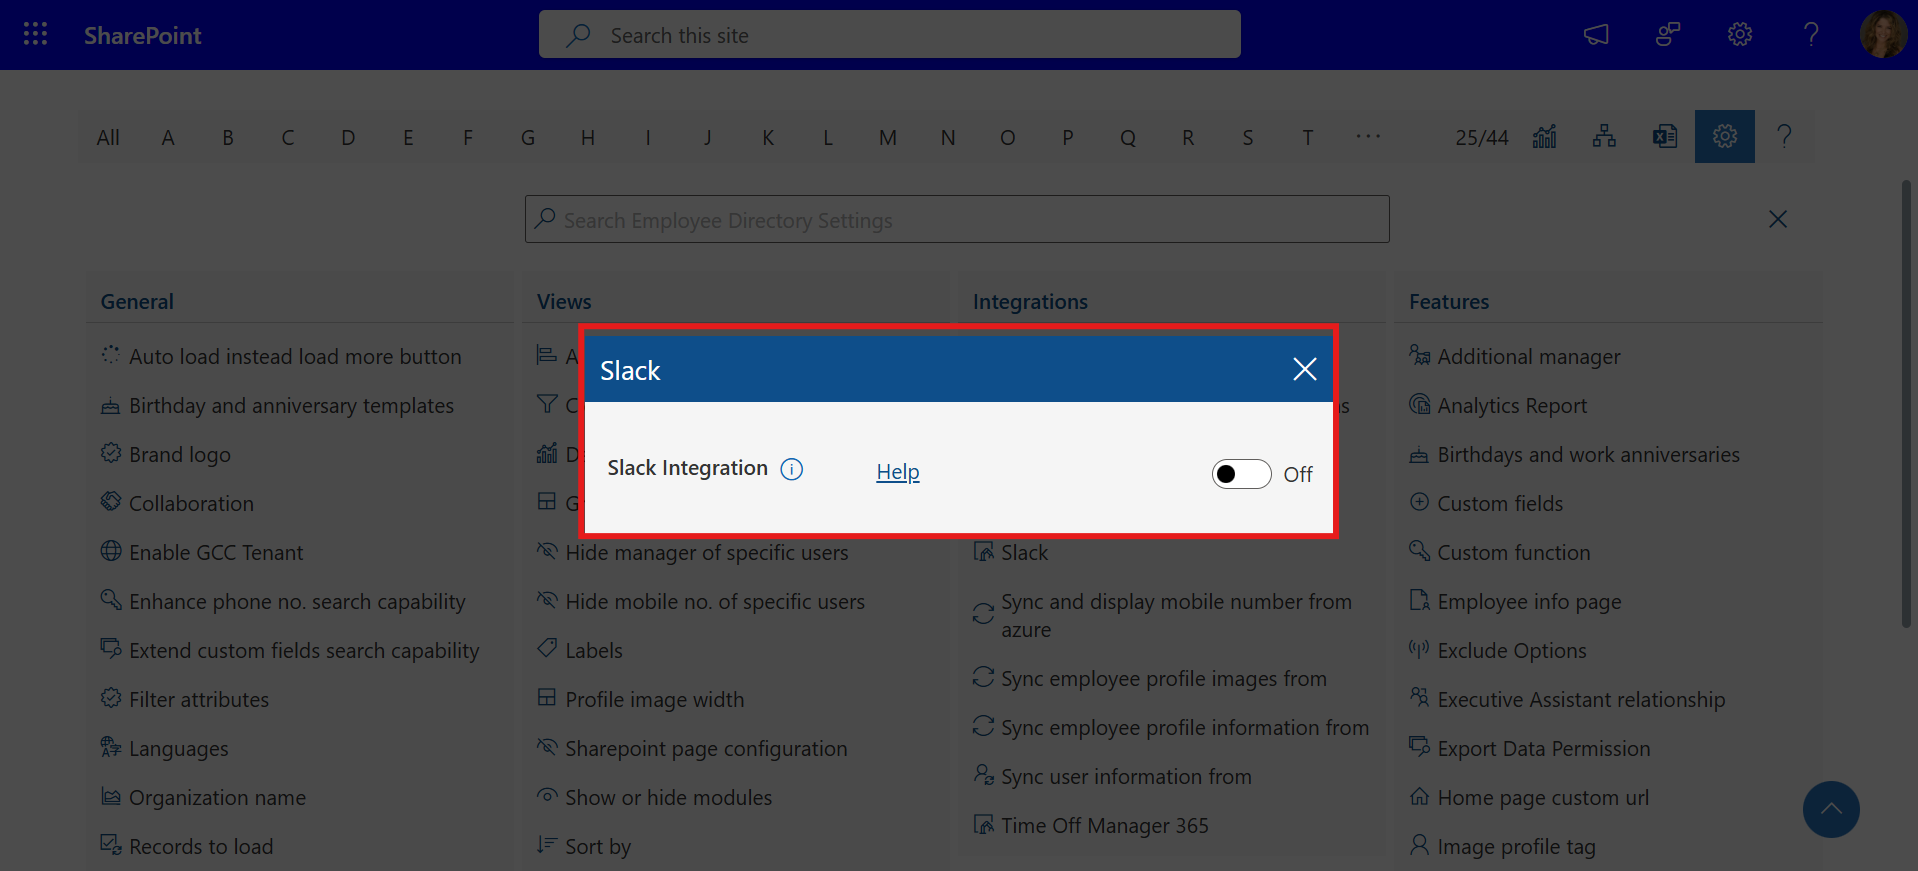 SharePoint
Search this site
?
All A B C D E F G H I J K L M N O P Q R S T ... 25/44 ?
Search Employee Directory Settings
General
Auto load instead load more button
Birthday and anniversary templates
Brand logo
Collaboration
Enable GCC Tenant
Enhance phone no. search capability
Extend custom fields search capability
Filter attributes
Languages
Organization name
Records to load
Views
Hide manager of specific users
Hide mobile no. of specific users
Labels
Profile image width
Sharepoint page configuration
Show or hide modules
Sort by
Integrations
Slack
Slack Integration
Help
Off
Slack
Sync and display mobile number from
azure
Sync employee profile images from
Sync employee profile information from
Sync user information from
Time Off Manager 365
Features
Additional manager
Analytics Report
Birthdays and work anniversaries
Custom fields
Custom function
Employee info page
Exclude Options
Executive Assistant relationship
Export Data Permission
Home page custom url
Image profile tag